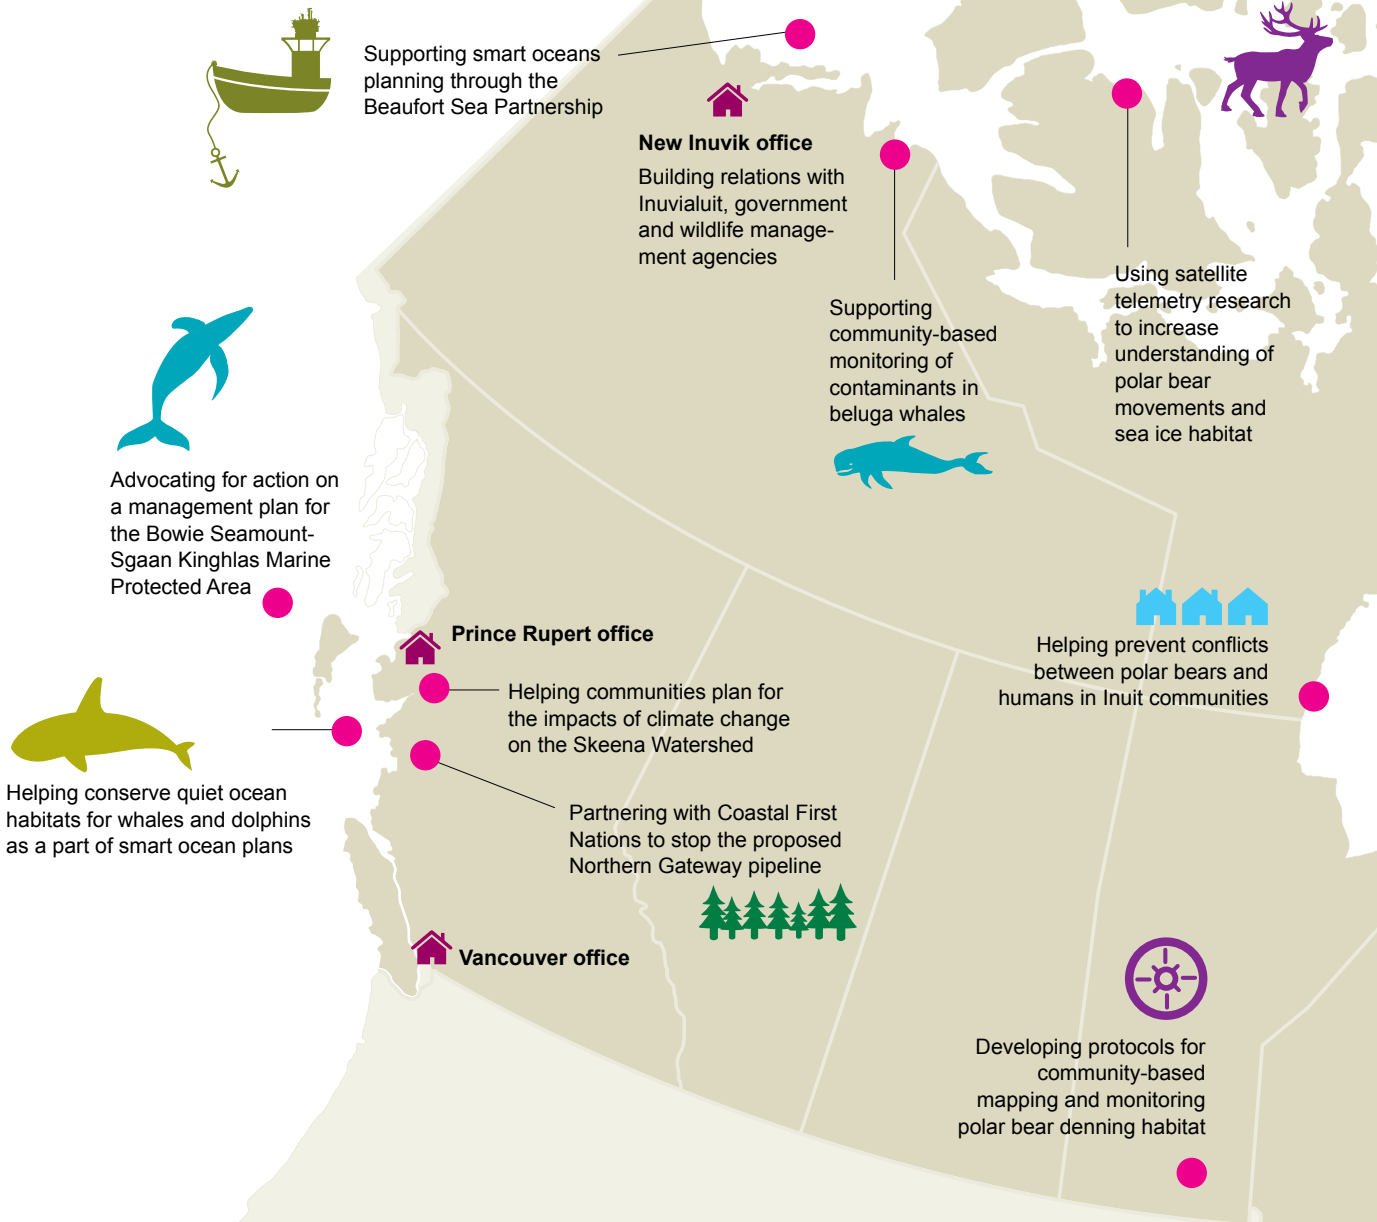 Supporting smart oceans
planning through the
Beaufort Sea Partnership
New Inuvik office
Building relations with
Inuvialuit, government
and wildlife manage-
ment agencies
Supporting
community-based
monitoring of
contaminants in
beluga whales
Using satellite
telemetry research
to increase
understanding of
polar bear
movements and
sea ice habitat
Advocating for action on
a management plan for
the Bowie Seamount-
Sgaan Kinghlas Marine
Protected Area
Prince Rupert office
Helping communities plan for
the impacts of climate change
on the Skeena Watershed
Helping prevent conflicts
between polar bears and
humans in Inuit communities
Helping conserve quiet ocean
habitats for whales and dolphins
as a part of smart ocean plans
Partnering with Coastal First
Nations to stop the proposed
Northern Gateway pipeline
Vancouver office
Developing protocols for
community-based
mapping and monitoring
polar bear denning habitat